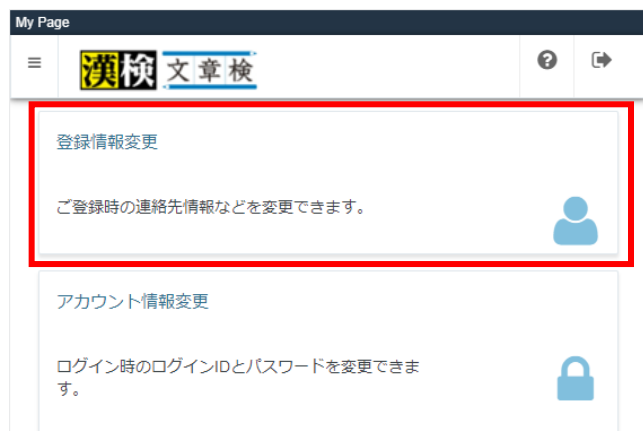 My Page
漢検 文章検
登録情報変更
ご登録時の連絡先情報などを変更できます。
アカウント情報変更
ログイン時のログインIDとパスワードを変更できま
す。